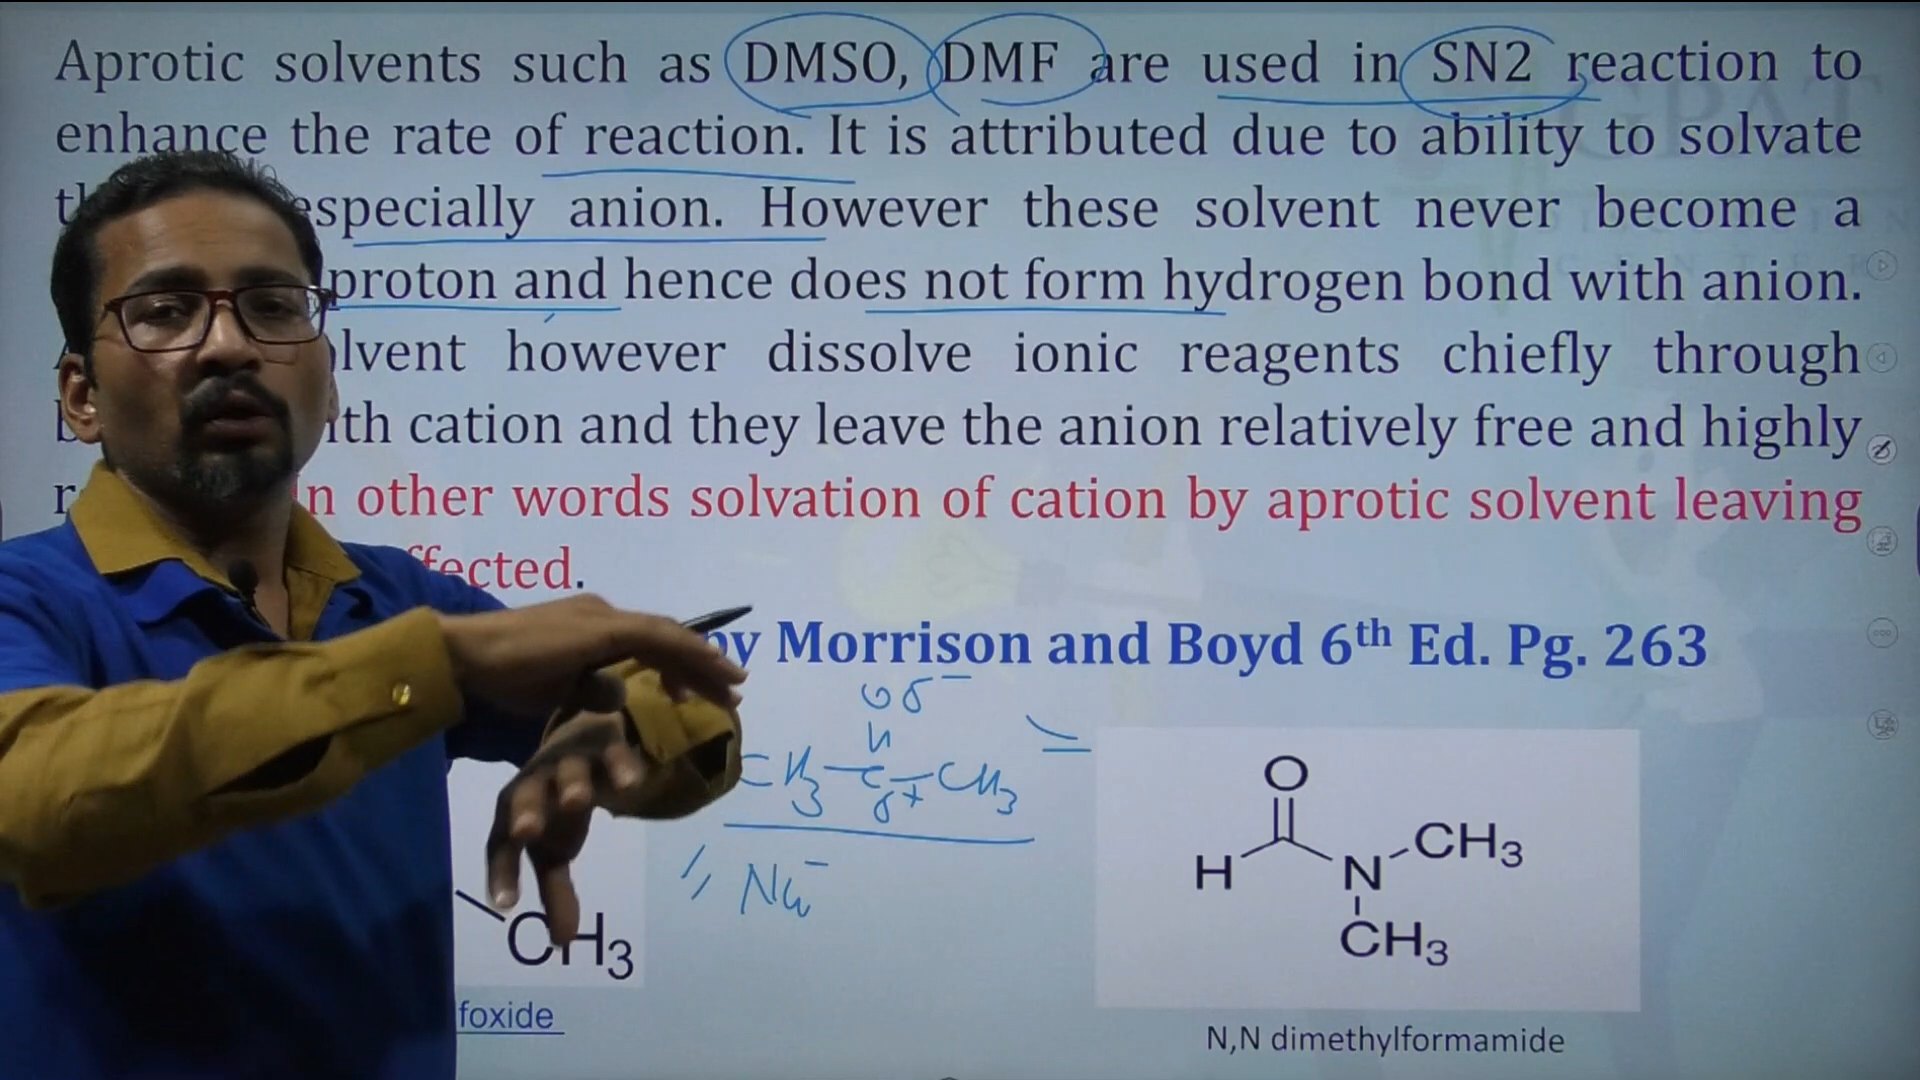 Aprotic solvents such as DMSO, DMF are used in SN2 reaction to
enhance the rate of reaction. It is attributed due to ability to solvate
especially anion. However these solvent never become a
proton and hence does not form hydrogen bond with anion.
however dissolve ionic reagents chiefly through
cation and they leave the anion relatively free and highly
other words solvation of cation by aprotic solvent leaving
by Morrison and Boyd 6th Ed. Pg. 263
O δ-
CH3 - C - CH3
δ+
O
H N CH3
CH3
CH3
Nu-
N,N dimethylformamide